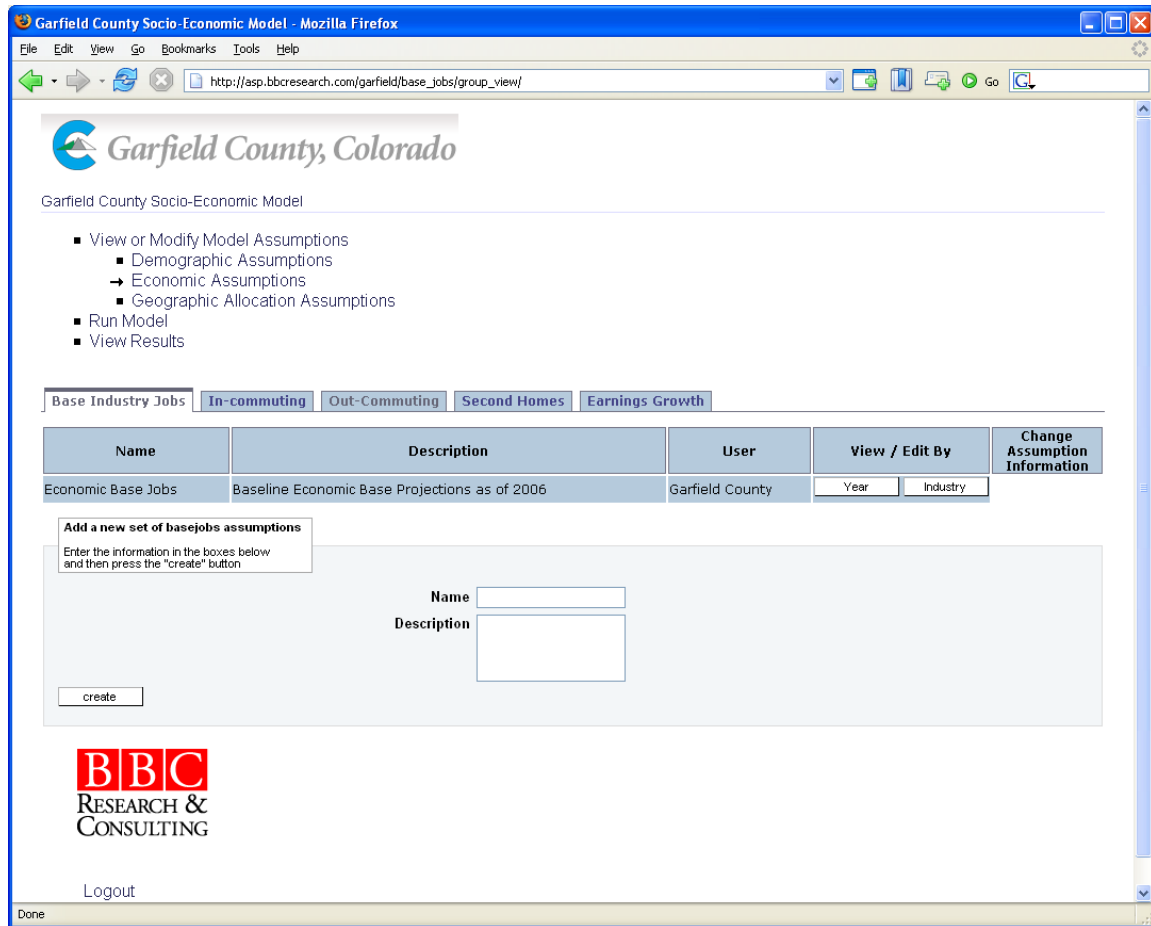 Garfield County Socio-Economic Model - Mozilla Firefox
File Edit View Go Bookmarks Tools Help
http://asp.bbcresearch.com/garfield/base_jobs/group_view/ Go G
Garfield County, Colorado
Garfield County Socio-Economic Model
View or Modify Model Assumptions
Demographic Assumptions
→ Economic Assumptions
Geographic Allocation Assumptions
Run Model
View Results
Base Industry Jobs In-commuting Out-Commuting Second Homes Earnings Growth
Name Description User View / Edit By Change Assumption Information
Economic Base Jobs Baseline Economic Base Projections as of 2006 Garfield County Year Industry
Add a new set of basejobs assumptions
Enter the information in the boxes below
and then press the "create" button
Name
Description
create
BBC
RESEARCH &
CONSULTING
Logout
Done